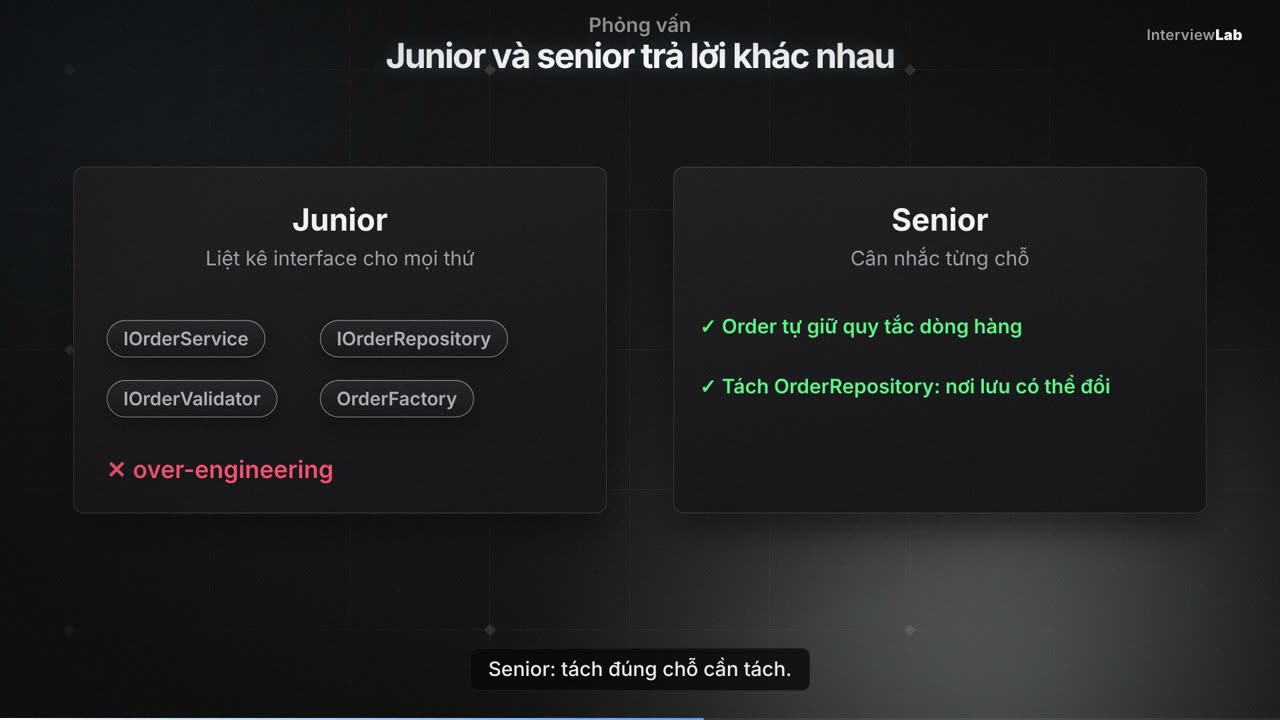 Phỏng vấn
Junior và senior trả lời khác nhau
InterviewLab
Junior
Liệt kê interface cho mọi thứ
IOrderService
IOrderRepository
IOrderValidator
OrderFactory
✕ over-engineering
Senior
Cân nhắc từng chỗ
✓ Order tự giữ quy tắc dòng hàng
✓ Tách OrderRepository: nơi lưu có thể đổi
Senior: tách đúng chỗ cần tách.